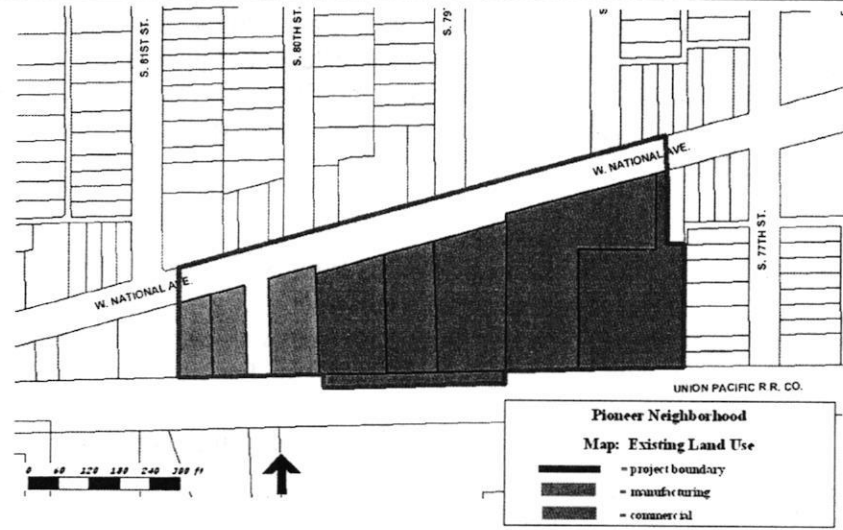 S. 81ST ST.
S. 80TH ST.
S. 79'
W. NATIONAL AVE.
W. NATIONAL AVE.
S. 77TH ST.
UNION PACIFIC R R. CO.
0 60 120 180 240 300 ft
Pioneer Neighborhood
Map: Existing Land Use
= project boundary
= manufacturing
= commercial